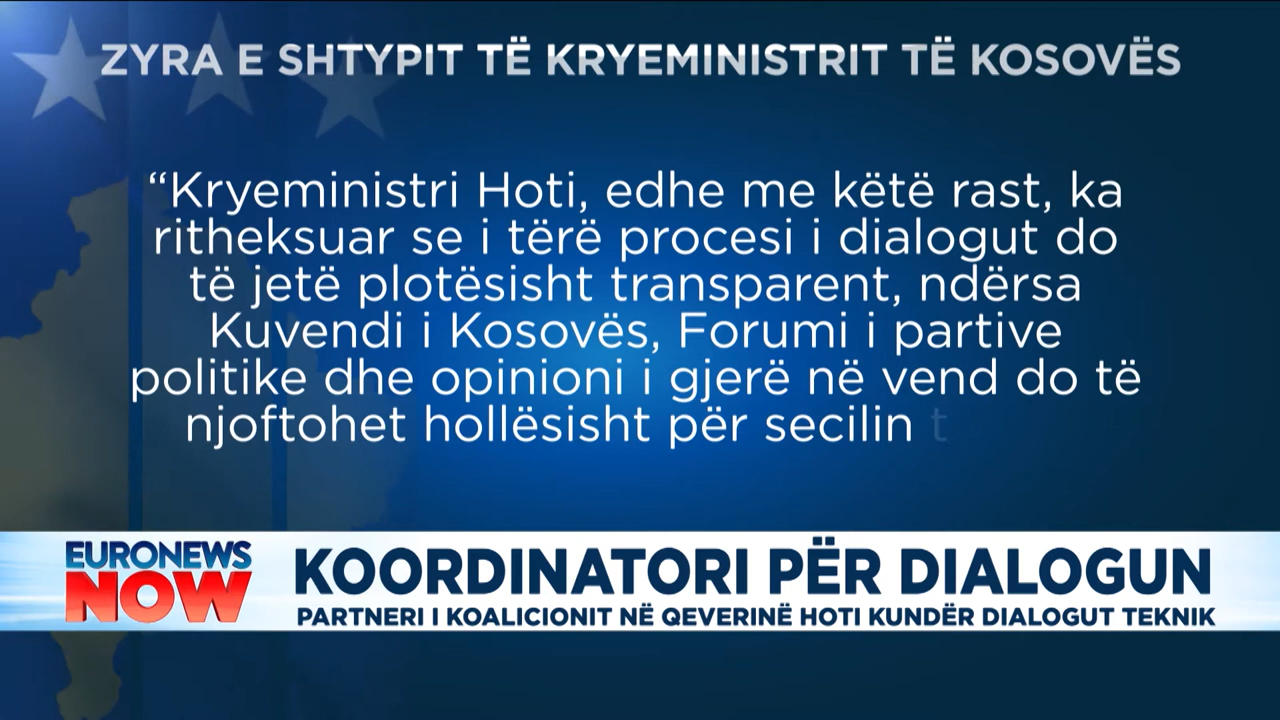 ZYRA E SHTYPIT TË KRYEMINISTRIT TË KOSOVËS
“Kryeministri Hoti, edhe me këtë rast, ka
ritheksuar se i tërë procesi i dialogut do
të jetë plotësisht transparent, ndërsa
Kuvendi i Kosovës, Forumi i partive
politike dhe opinioni i gjerë në vend do të
njoftohet hollësisht për secilin t
EURONEWS
NOW
KOORDINATORI PËR DIALOGUN
PARTNERI I KOALICIONIT NË QEVERINË HOTI KUNDËR DIALOGUT TEKNIK